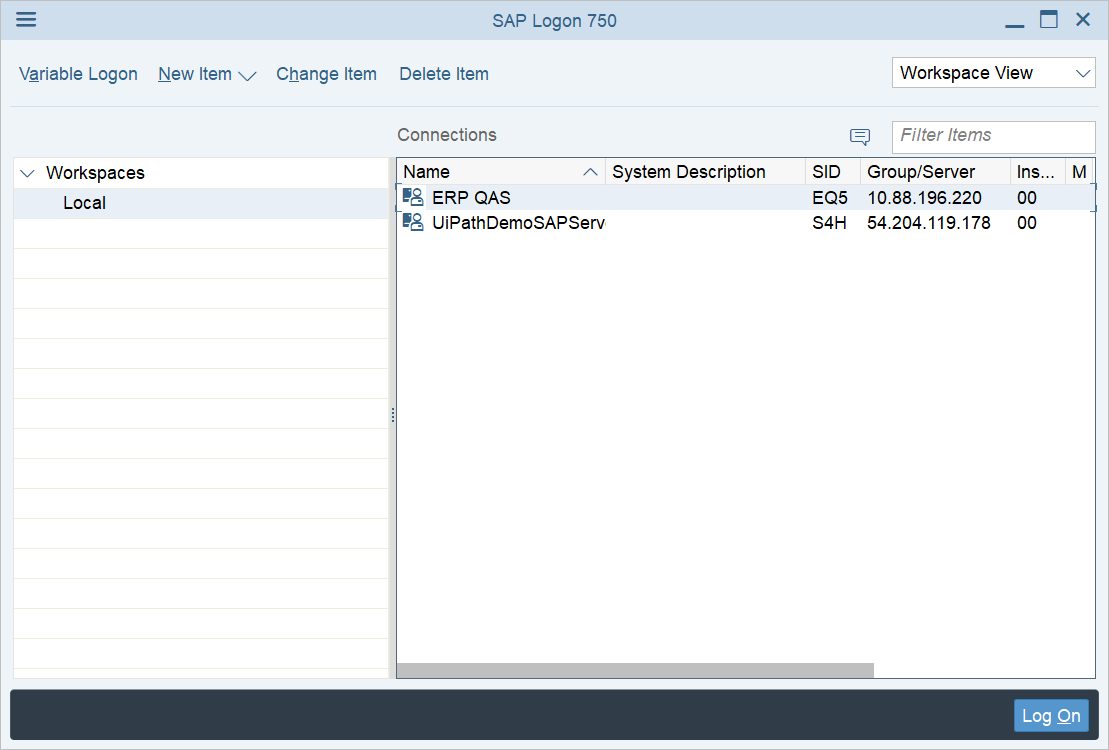 SAP Logon 750
Variable Logon New Item Change Item Delete Item Workspace View
Connections Filter Items
Workspaces
Local
Name System Description SID Group/Server Ins... M
ERP QAS EQ5 10.88.196.220 00
UiPathDemoSAPServ S4H 54.204.119.178 00
Log On